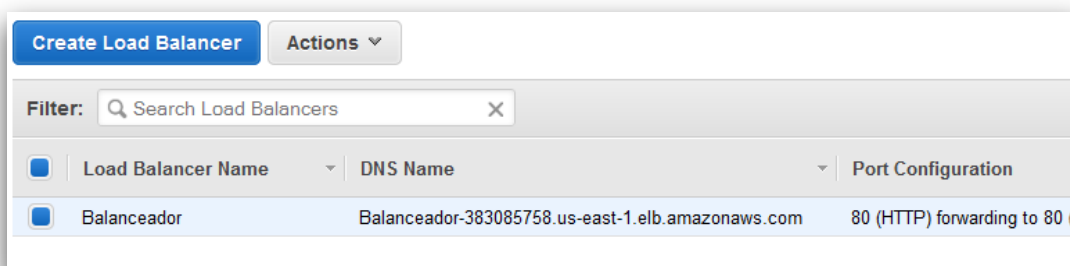 Create Load Balancer Actions
Filter: Search Load Balancers
Load Balancer Name DNS Name Port Configuration
Balanceador Balanceador-383085758.us-east-1.elb.amazonaws.com 80 (HTTP) forwarding to 80 (